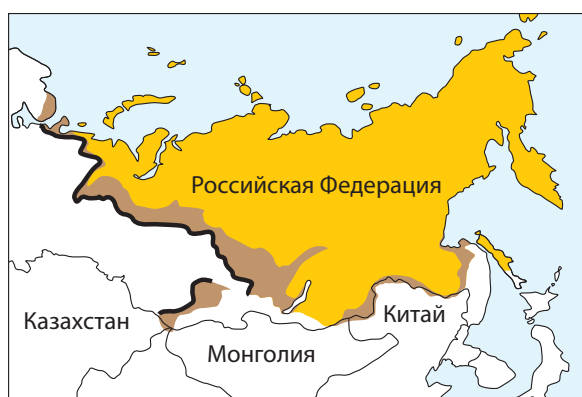 Российская Федерация
Казахстан
Китай
Монголия